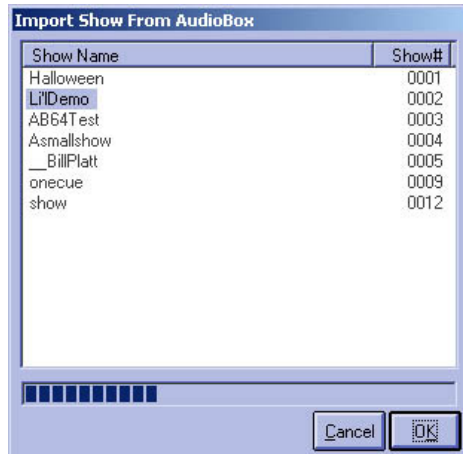 Import Show From AudioBox
Show Name Show#
Halloween 0001
Li'lDemo 0002
AB64Test 0003
Asmallshow 0004
__BillPlatt 0005
onecue 0009
show 0012
Cancel OK